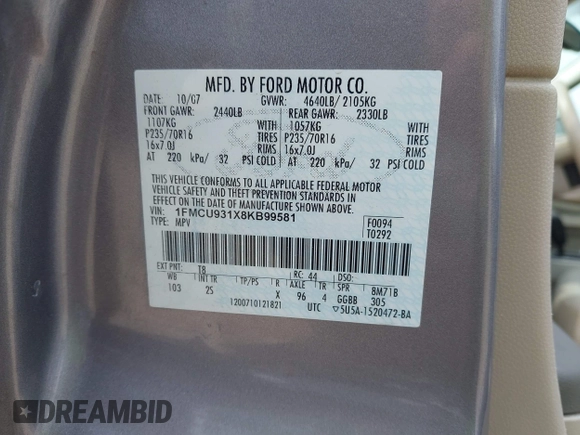 MFD. BY FORD MOTOR CO.
DATE: 10/07 GVWR: 4640LB/ 2105KG
FRONT GAWR: 2440LB REAR GAWR: 2330LB
1107KG 1057KG
P235/70R16 TIRES P235/70R16 TIRES
16x7.0J RIMS 16x7.0J RIMS
AT 220 kPa/ 32 PSI COLD AT 220 kPa/ 32 PSI COLD
THIS VEHICLE CONFORMS TO ALL APPLICABLE FEDERAL MOTOR
VEHICLE SAFETY AND THEFT PREVENTION STANDARDS IN EFFECT
ON THE DATE OF MANUFACTURE SHOWN ABOVE.
VIN: 1FMCU931X8KB99581 F0094
TYPE: MPV T0292
EXT PNT: T8 RC: 44 DSO:
WB INT TR TP/PS R AXLE TR SPR 8M71B
103 2S X 96 4 GGBB 305
1200710121821 UTC ▽5U5A-1520472-BA
DREAMBID